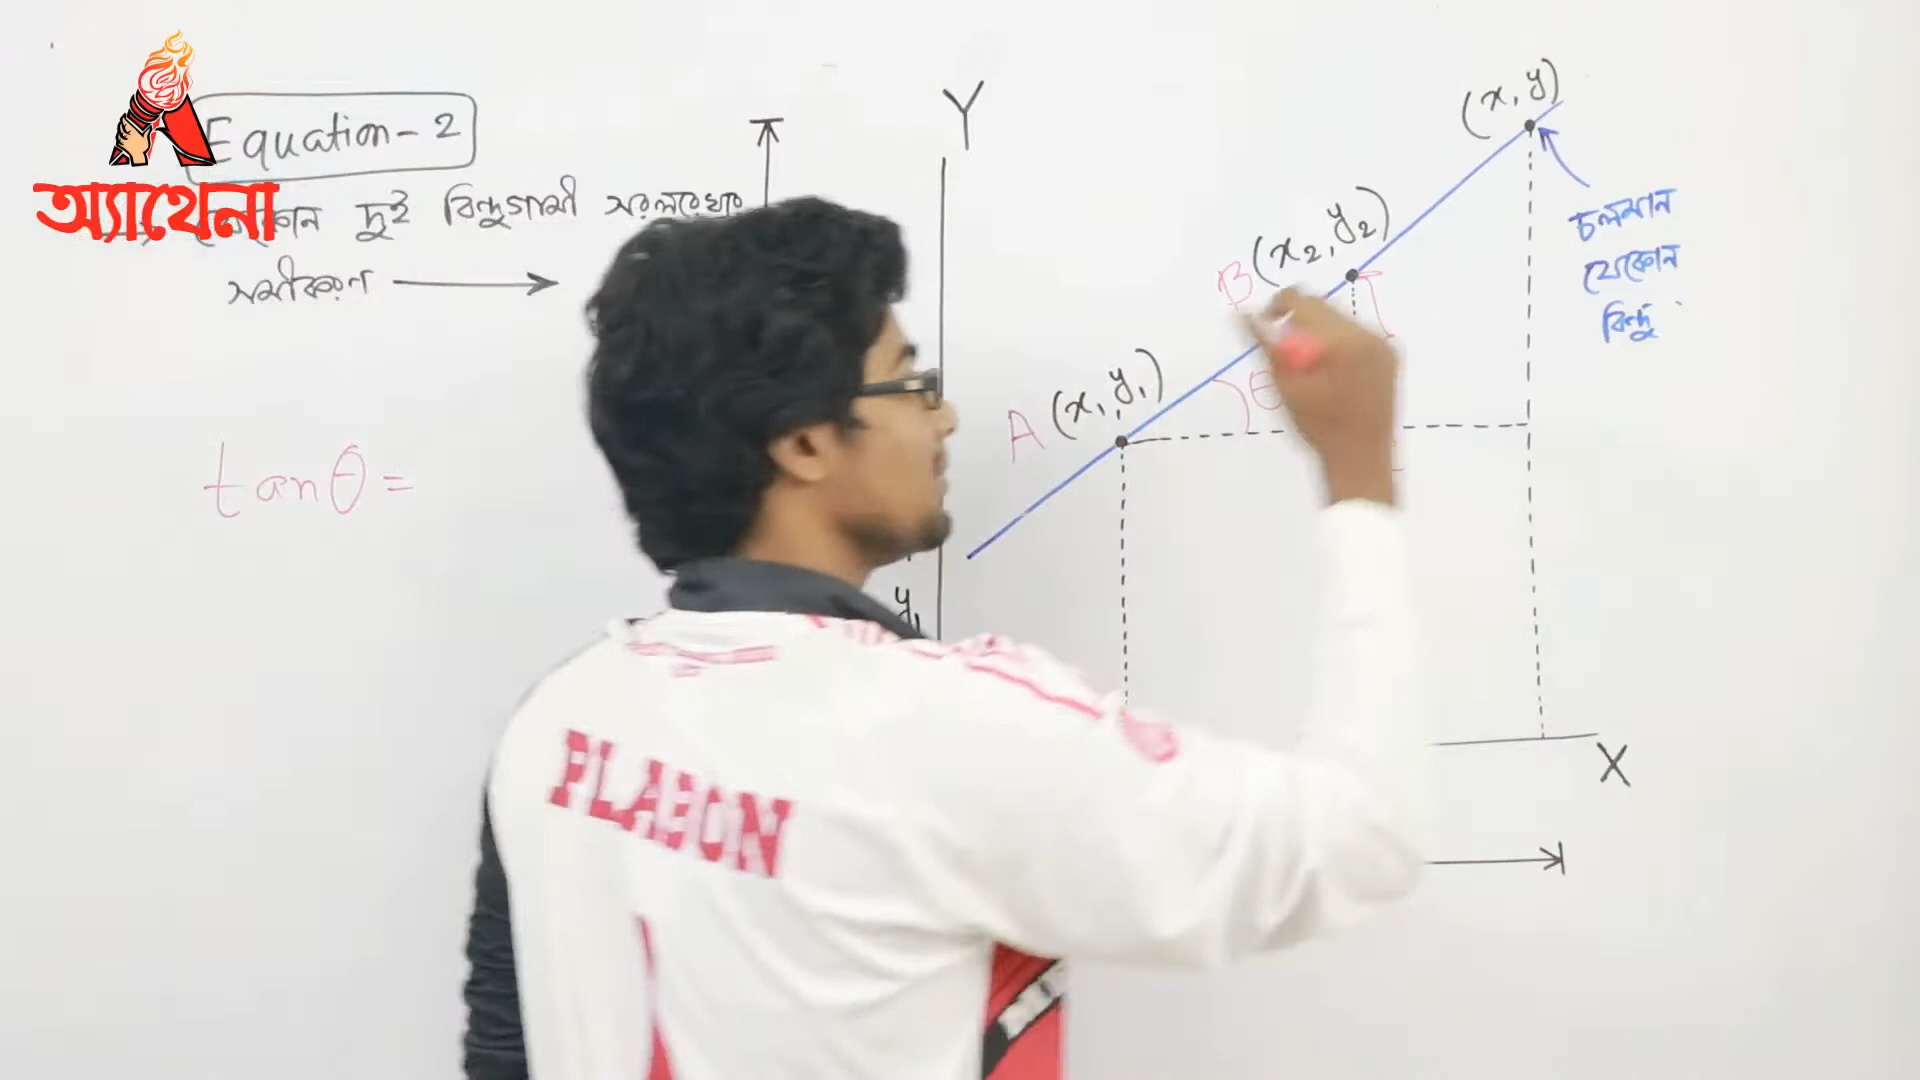 Equation-2
অ্যাথেনা
দুই বিন্দুগামী সরলরেখার
সমীকরণ
tanθ =
Y
(x, y)
(x₂, y₂)
B
চলমান
যেকোন
বিন্দু
A (x₁, y₁)
θ
y₁
X
PLABON